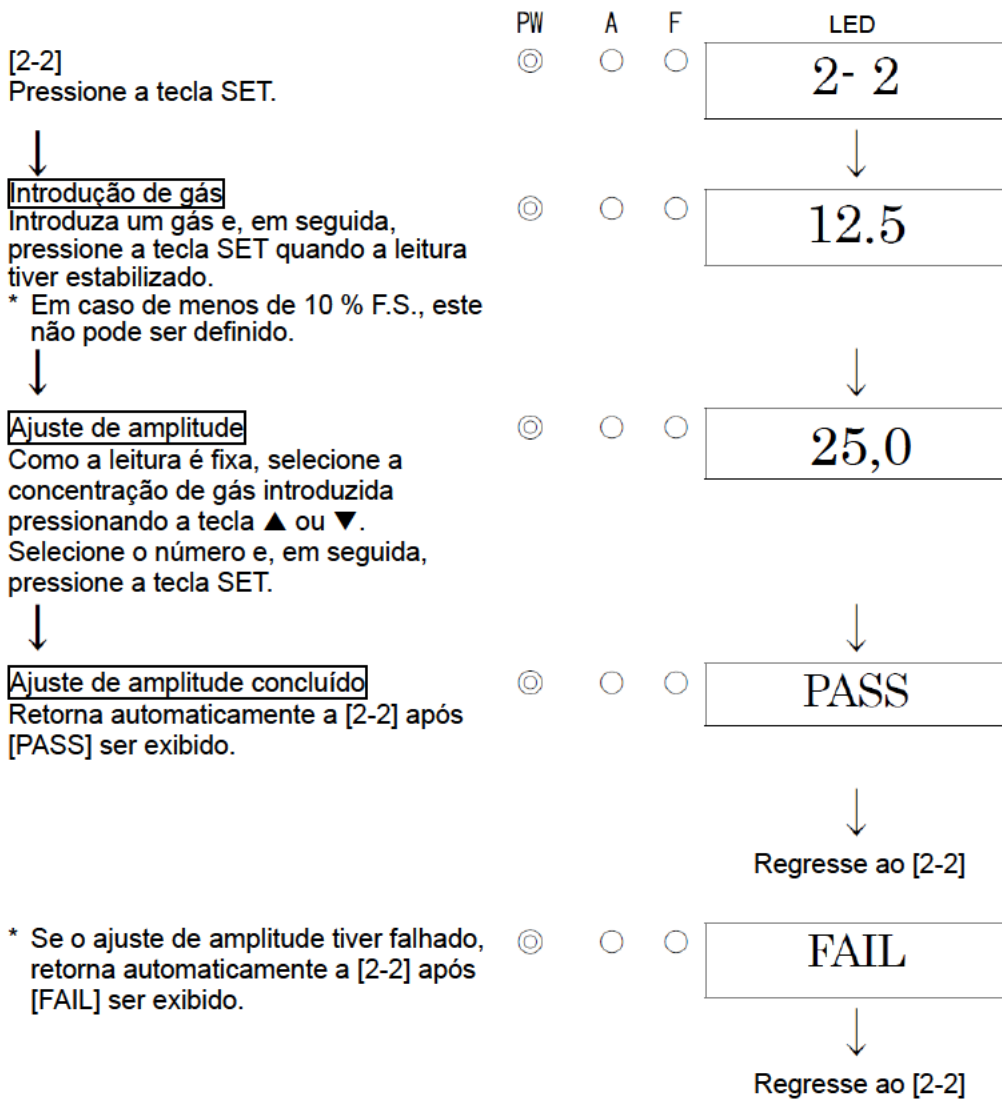 PW A F LED
[2-2]
Pressione a tecla SET.
2- 2
Introdução de gás
Introduza um gás e, em seguida,
pressione a tecla SET quando a leitura
tiver estabilizado.
* Em caso de menos de 10 % F.S., este
não pode ser definido.
12.5
Ajuste de amplitude
Como a leitura é fixa, selecione a
concentração de gás introduzida
pressionando a tecla ▲ ou ▼.
Selecione o número e, em seguida,
pressione a tecla SET.
25,0
Ajuste de amplitude concluído
Retorna automaticamente a [2-2] após
[PASS] ser exibido.
PASS
Regresse ao [2-2]
* Se o ajuste de amplitude tiver falhado,
retorna automaticamente a [2-2] após
[FAIL] ser exibido.
FAIL
Regresse ao [2-2]